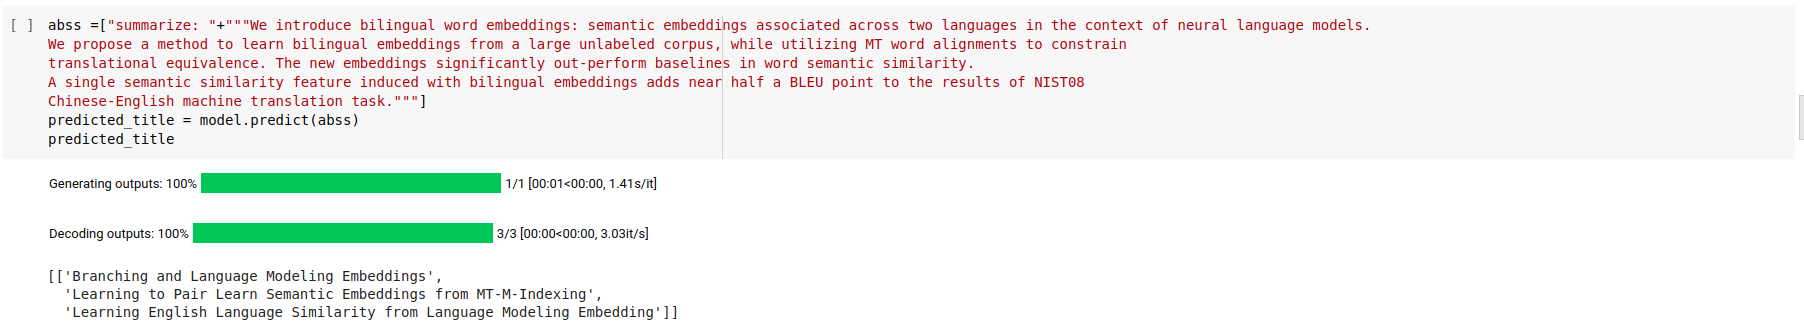 [ ] abss =["summarize: "+"""We introduce bilingual word embeddings: semantic embeddings associated across two languages in the context of neural language models.
We propose a method to learn bilingual embeddings from a large unlabeled corpus, while utilizing MT word alignments to constrain
translational equivalence. The new embeddings significantly out-perform baselines in word semantic similarity.
A single semantic similarity feature induced with bilingual embeddings adds near half a BLEU point to the results of NIST08
Chinese-English machine translation task."""]
predicted_title = model.predict(abss)
predicted_title
Generating outputs: 100% 1/1 [00:01<00:00, 1.41s/it]
Decoding outputs: 100% 3/3 [00:00<00:00, 3.03it/s]
[['Branching and Language Modeling Embeddings',
'Learning to Pair Learn Semantic Embeddings from MT-M-Indexing',
'Learning English Language Similarity from Language Modeling Embedding']]